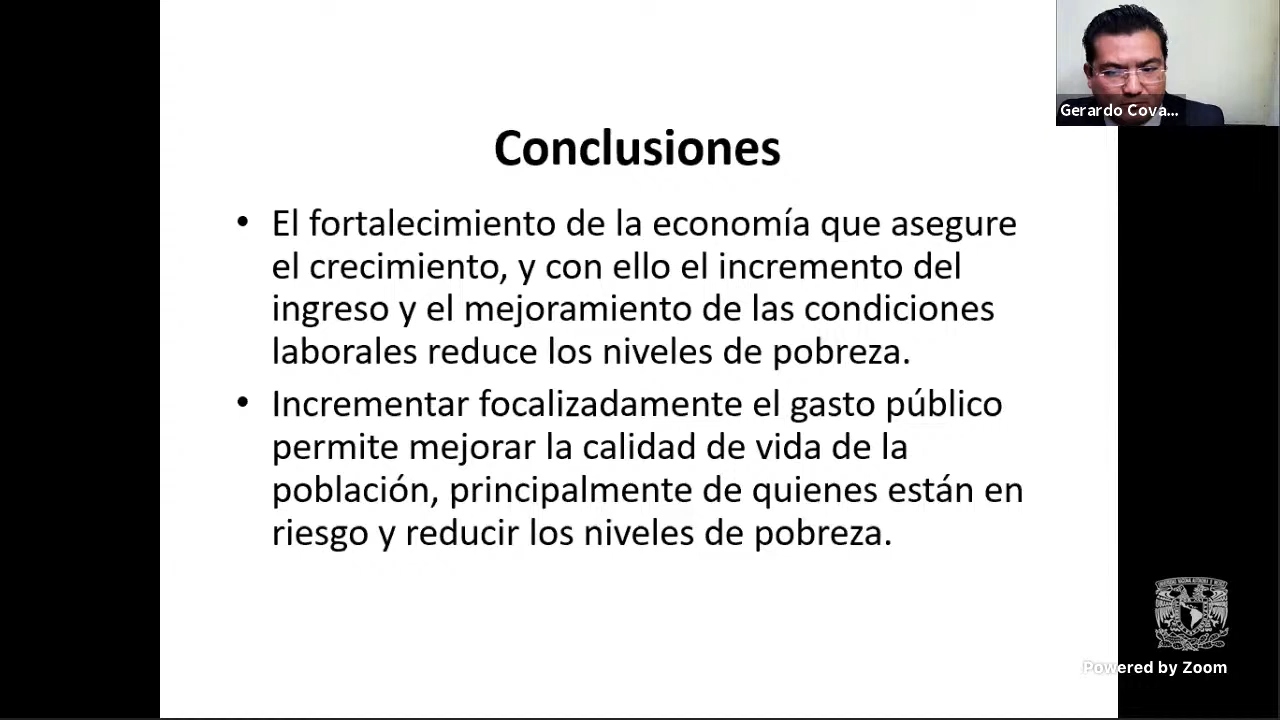 Gerardo Cova...
Conclusiones
• El fortalecimiento de la economía que asegure
el crecimiento, y con ello el incremento del
ingreso y el mejoramiento de las condiciones
laborales reduce los niveles de pobreza.
• Incrementar focalizadamente el gasto público
permite mejorar la calidad de vida de la
población, principalmente de quienes están en
riesgo y reducir los niveles de pobreza.
Powered by Zoom